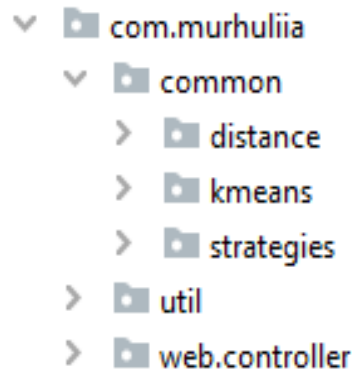 com.murhuliia
common
distance
kmeans
strategies
util
web.controller